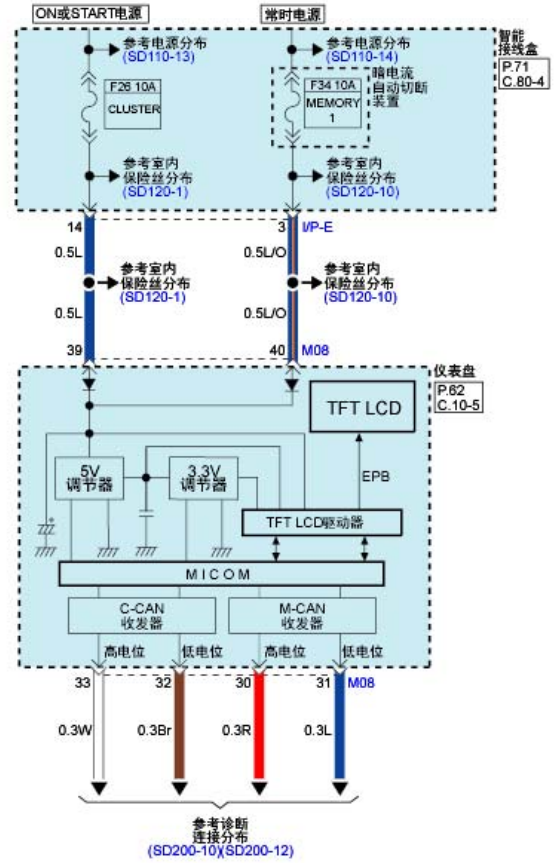 ON或START电源
常时电源
参考电源分布
(SD110-13)
参考电源分布
(SD110-14)
智能
接线盒
P.71
C.80-4
F26 10A
CLUSTER
F34 10A
MEMORY
1
暗电流
自动切断
装置
参考室内
保险丝分布
(SD120-1)
参考室内
保险丝分布
(SD120-10)
14
3
I/P-E
0.5L
0.5L/O
参考室内
保险丝分布
(SD120-1)
参考室内
保险丝分布
(SD120-10)
0.5L
0.5L/O
39
40
M08
仪表盘
P.62
C.10-5
TFT LCD
5V
调节器
3.3V
调节器
EPB
TFT LCD驱动器
MICOM
C-CAN
收发器
M-CAN
收发器
高电位
低电位
高电位
低电位
33
32
30
31
M08
0.3W
0.3Br
0.3R
0.3L
参考诊断
连接分布
(SD200-10)(SD200-12)